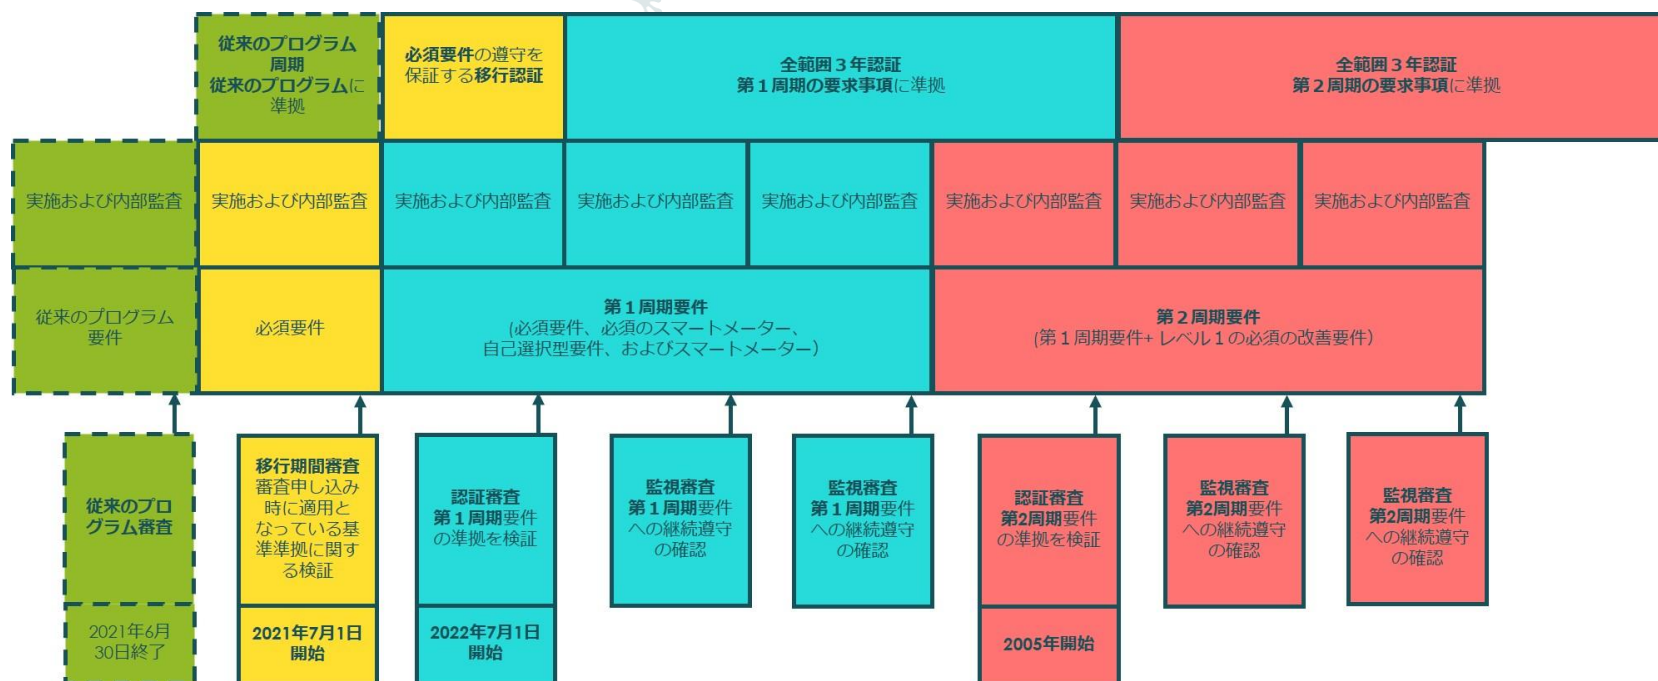 従来のプログラム
周期
従来のプログラムに
準拠
必須要件の遵守を
保証する移行認証
全範囲３年認証
第１周期の要求事項に準拠
全範囲３年認証
第２周期の要求事項に準拠
実施および内部監査
実施および内部監査
実施および内部監査
実施および内部監査
実施および内部監査
実施および内部監査
実施および内部監査
実施および内部監査
従来のプログラム
要件
必須要件
第１周期要件
(必須要件、必須のスマートメーター、
自己選択型要件、およびスマートメーター）
第２周期要件
(第１周期要件+ レベル１の必須の改善要件）
従来のプロ
グラム審査
移行期間審査
審査申し込み
時に適用と
なっている基
準準拠に関す
る検証
認証審査
第１周期要件
の準拠を検証
監視審査
第１周期要件
への継続遵守
の確認
監視審査
第１周期要件
への継続遵守
の確認
認証審査
第2周期要件
の準拠を検証
監視審査
第2周期要件
への継続遵守
の確認
監視審査
第2周期要件
への継続遵守
の確認
2021年6月
30日終了
2021年7月1日
開始
2022年7月1日
開始
2005年開始